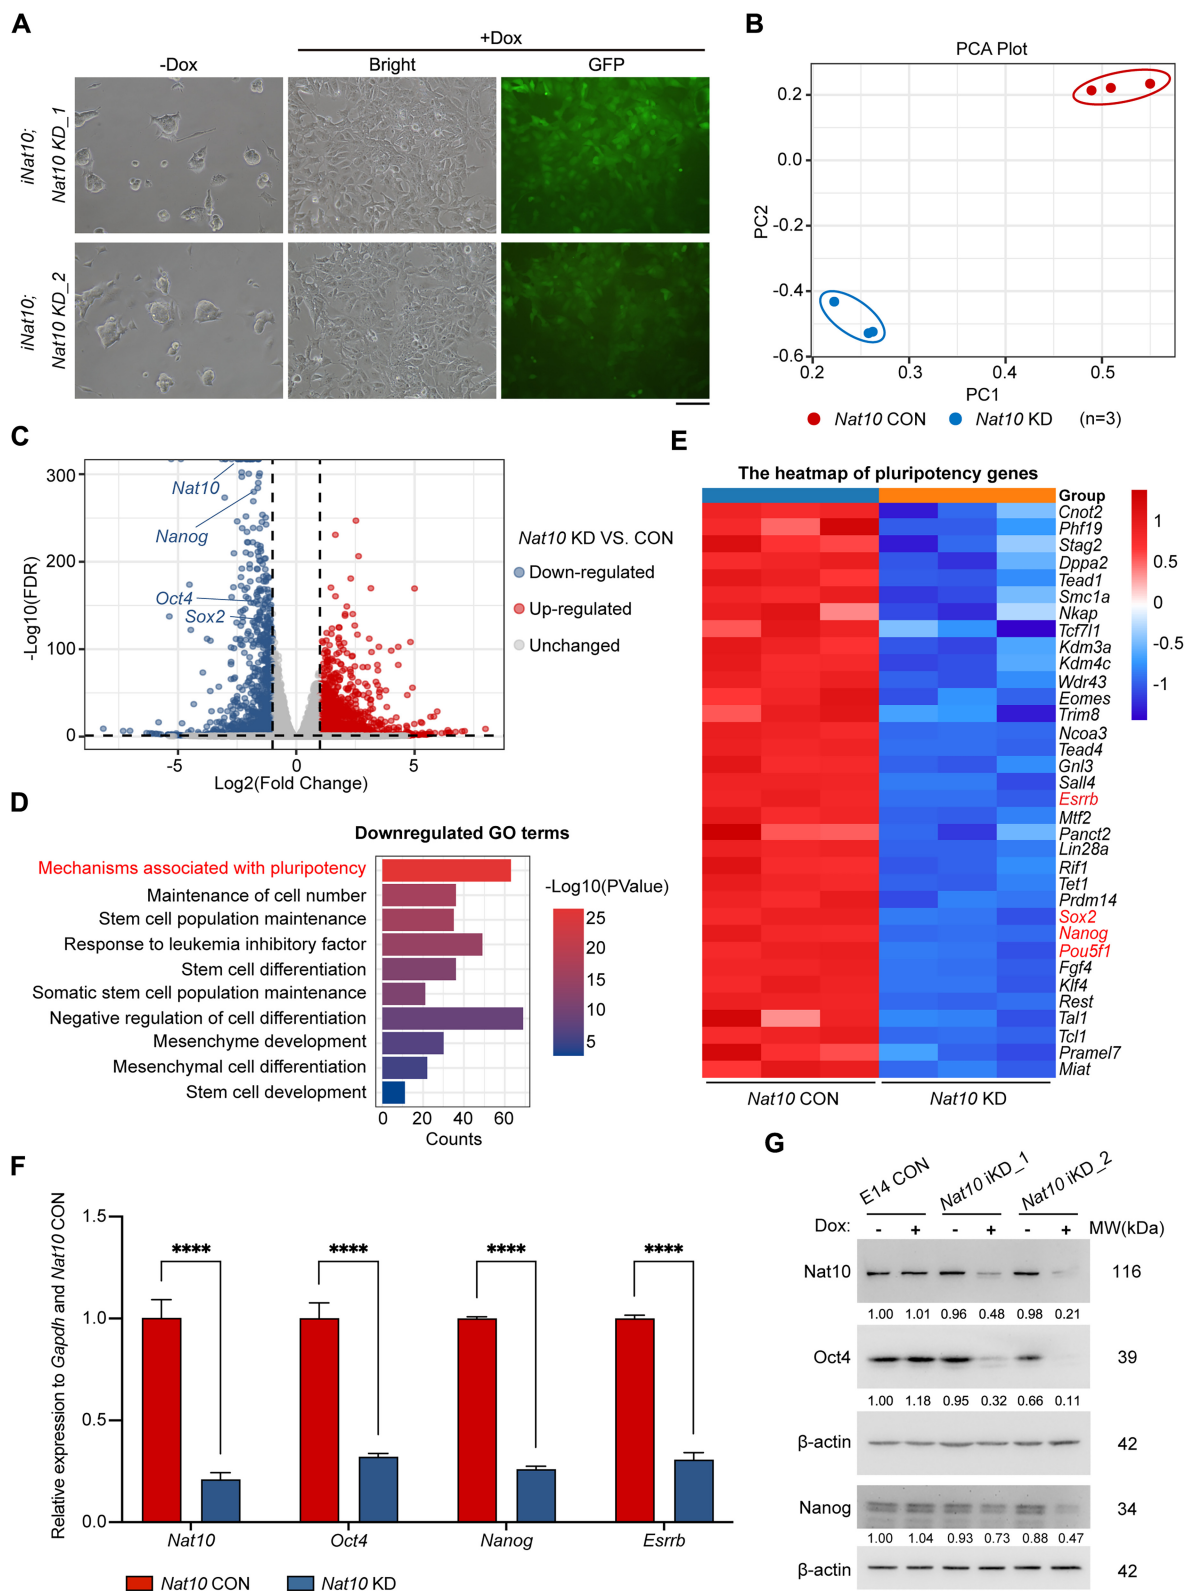 A
+Dox
-Dox
Bright
GFP
iNat10;
Nat10 KD_1
iNat10;
Nat10 KD_2
B
PCA Plot
PC2
0.2
0.0
-0.2
-0.4
-0.6
0.2
0.3
0.4
0.5
PC1
Nat10 CON
Nat10 KD
(n=3)
C
-Log10(FDR)
300
200
100
0
-5
0
5
Log2(Fold Change)
Nat10
Nanog
Oct4
Sox2
Nat10 KD VS. CON
Down-regulated
Up-regulated
Unchanged
D
Downregulated GO terms
Mechanisms associated with pluripotency
Maintenance of cell number
Stem cell population maintenance
Response to leukemia inhibitory factor
Stem cell differentiation
Somatic stem cell population maintenance
Negative regulation of cell differentiation
Mesenchyme development
Mesenchymal cell differentiation
Stem cell development
0 20 40 60
Counts
-Log10(PValue)
25
20
15
10
5
E
The heatmap of pluripotency genes
Group
Cnot2
Phf19
Stag2
Dppa2
Tead1
Smc1a
Nkap
Tcf7l1
Kdm3a
Kdm4c
Wdr43
Eomes
Trim8
Ncoa3
Tead4
Gnl3
Sall4
Esrrb
Mtf2
Panct2
Lin28a
Rif1
Tet1
Prdm14
Sox2
Nanog
Pou5f1
Fgf4
Klf4
Rest
Tal1
Tcl1
Pramel7
Miat
1
0.5
0
-0.5
-1
Nat10 CON
Nat10 KD
F
Relative expression to Gapdh and Nat10 CON
1.5
1.0
0.5
0.0
**** **** **** ****
Nat10
Oct4
Nanog
Esrrb
Nat10 CON
Nat10 KD
G
E14 CON
Nat10 iKD_1
Nat10 iKD_2
Dox: - + - + - + MW(kDa)
Nat10 116
1.00 1.01 0.96 0.48 0.98 0.21
Oct4 39
1.00 1.18 0.95 0.32 0.66 0.11
β-actin 42
Nanog 34
1.00 1.04 0.93 0.73 0.88 0.47
β-actin 42